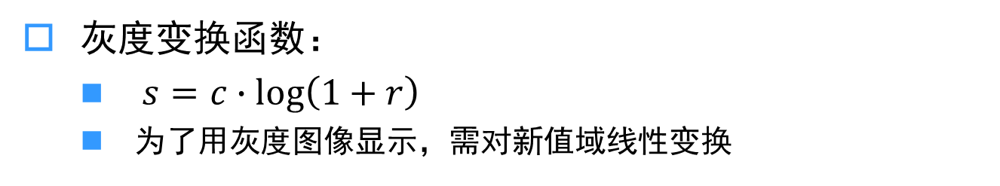 灰度变换函数：
s = c · log(1 + r)
为了用灰度图像显示，需对新值域线性变换